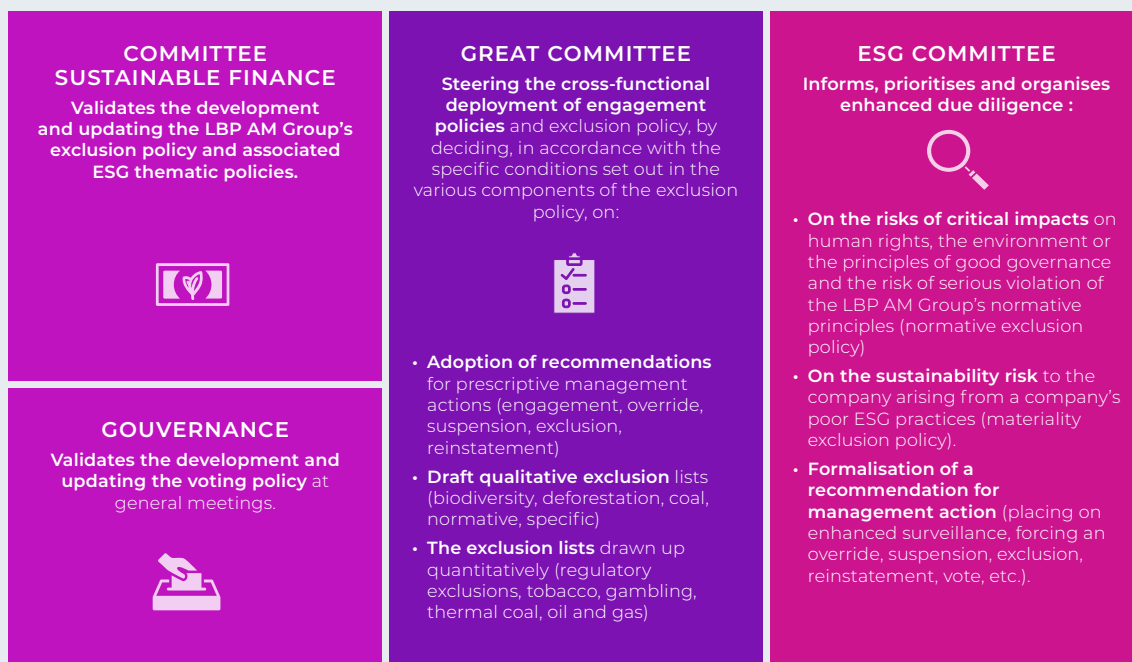 COMMITTEE
SUSTAINABLE FINANCE
Validates the development
and updating the LBP AM Group's
exclusion policy and associated
ESG thematic policies.
GOUVERNANCE
Validates the development and
updating the voting policy at
general meetings.
GREAT COMMITTEE
Steering the cross-functional
deployment of engagement
policies and exclusion policy, by
deciding, in accordance with the
specific conditions set out in the
various components of the exclusion
policy, on:
• Adoption of recommendations
for prescriptive management
actions (engagement, override,
suspension, exclusion,
reinstatement)
• Draft qualitative exclusion lists
(biodiversity, deforestation, coal,
normative, specific)
• The exclusion lists drawn up
quantitatively (regulatory
exclusions, tobacco, gambling,
thermal coal, oil and gas)
ESG COMMITTEE
Informs, prioritises and organises
enhanced due diligence :
• On the risks of critical impacts on
human rights, the environment or
the principles of good governance
and the risk of serious violation of
the LBP AM Group's normative
principles (normative exclusion
policy)
• On the sustainability risk to the
company arising from a company's
poor ESG practices (materiality
exclusion policy).
• Formalisation of a
recommendation for
management action (placing on
enhanced surveillance, forcing an
override, suspension, exclusion,
reinstatement, vote, etc.).